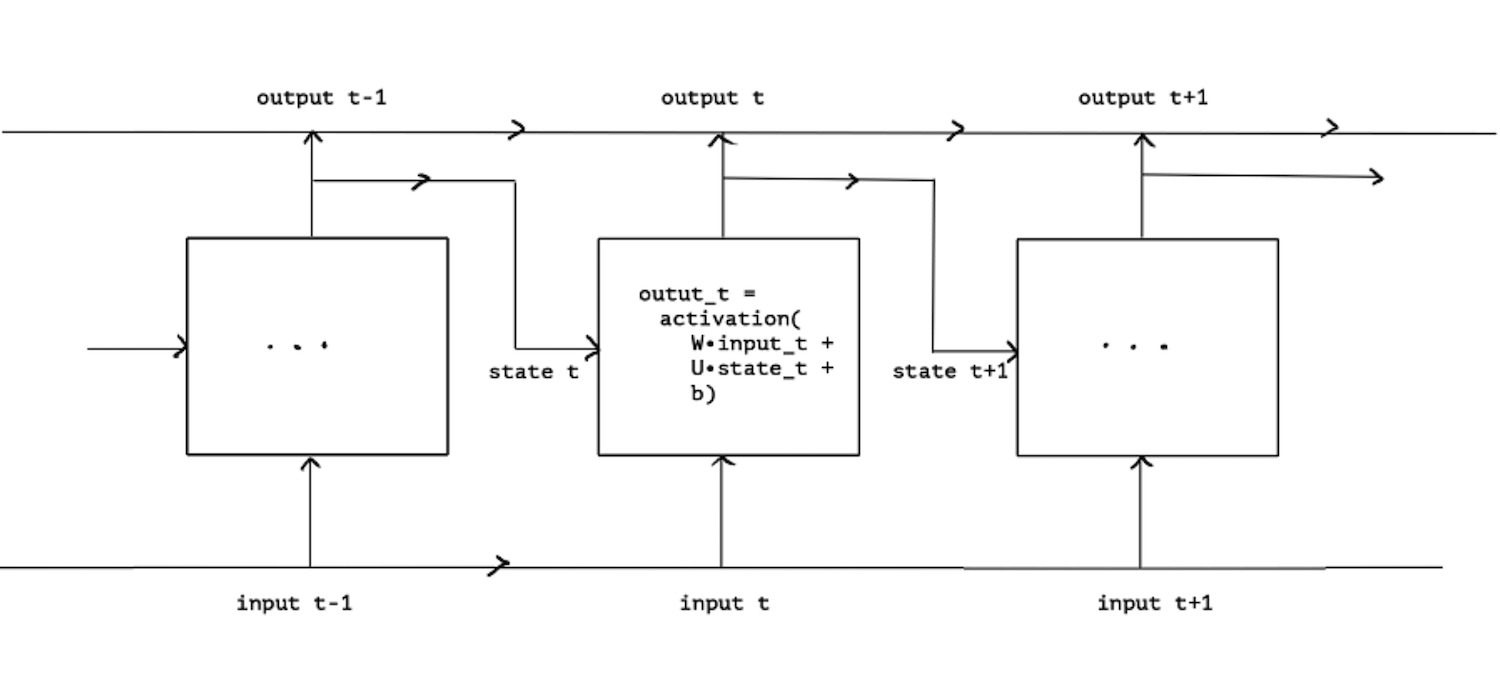 output t-1
output t
output t+1
outut_t =
activation(
W•input_t +
U•state_t +
b)
. . .
. . .
state t
state t+1
input t-1
input t
input t+1